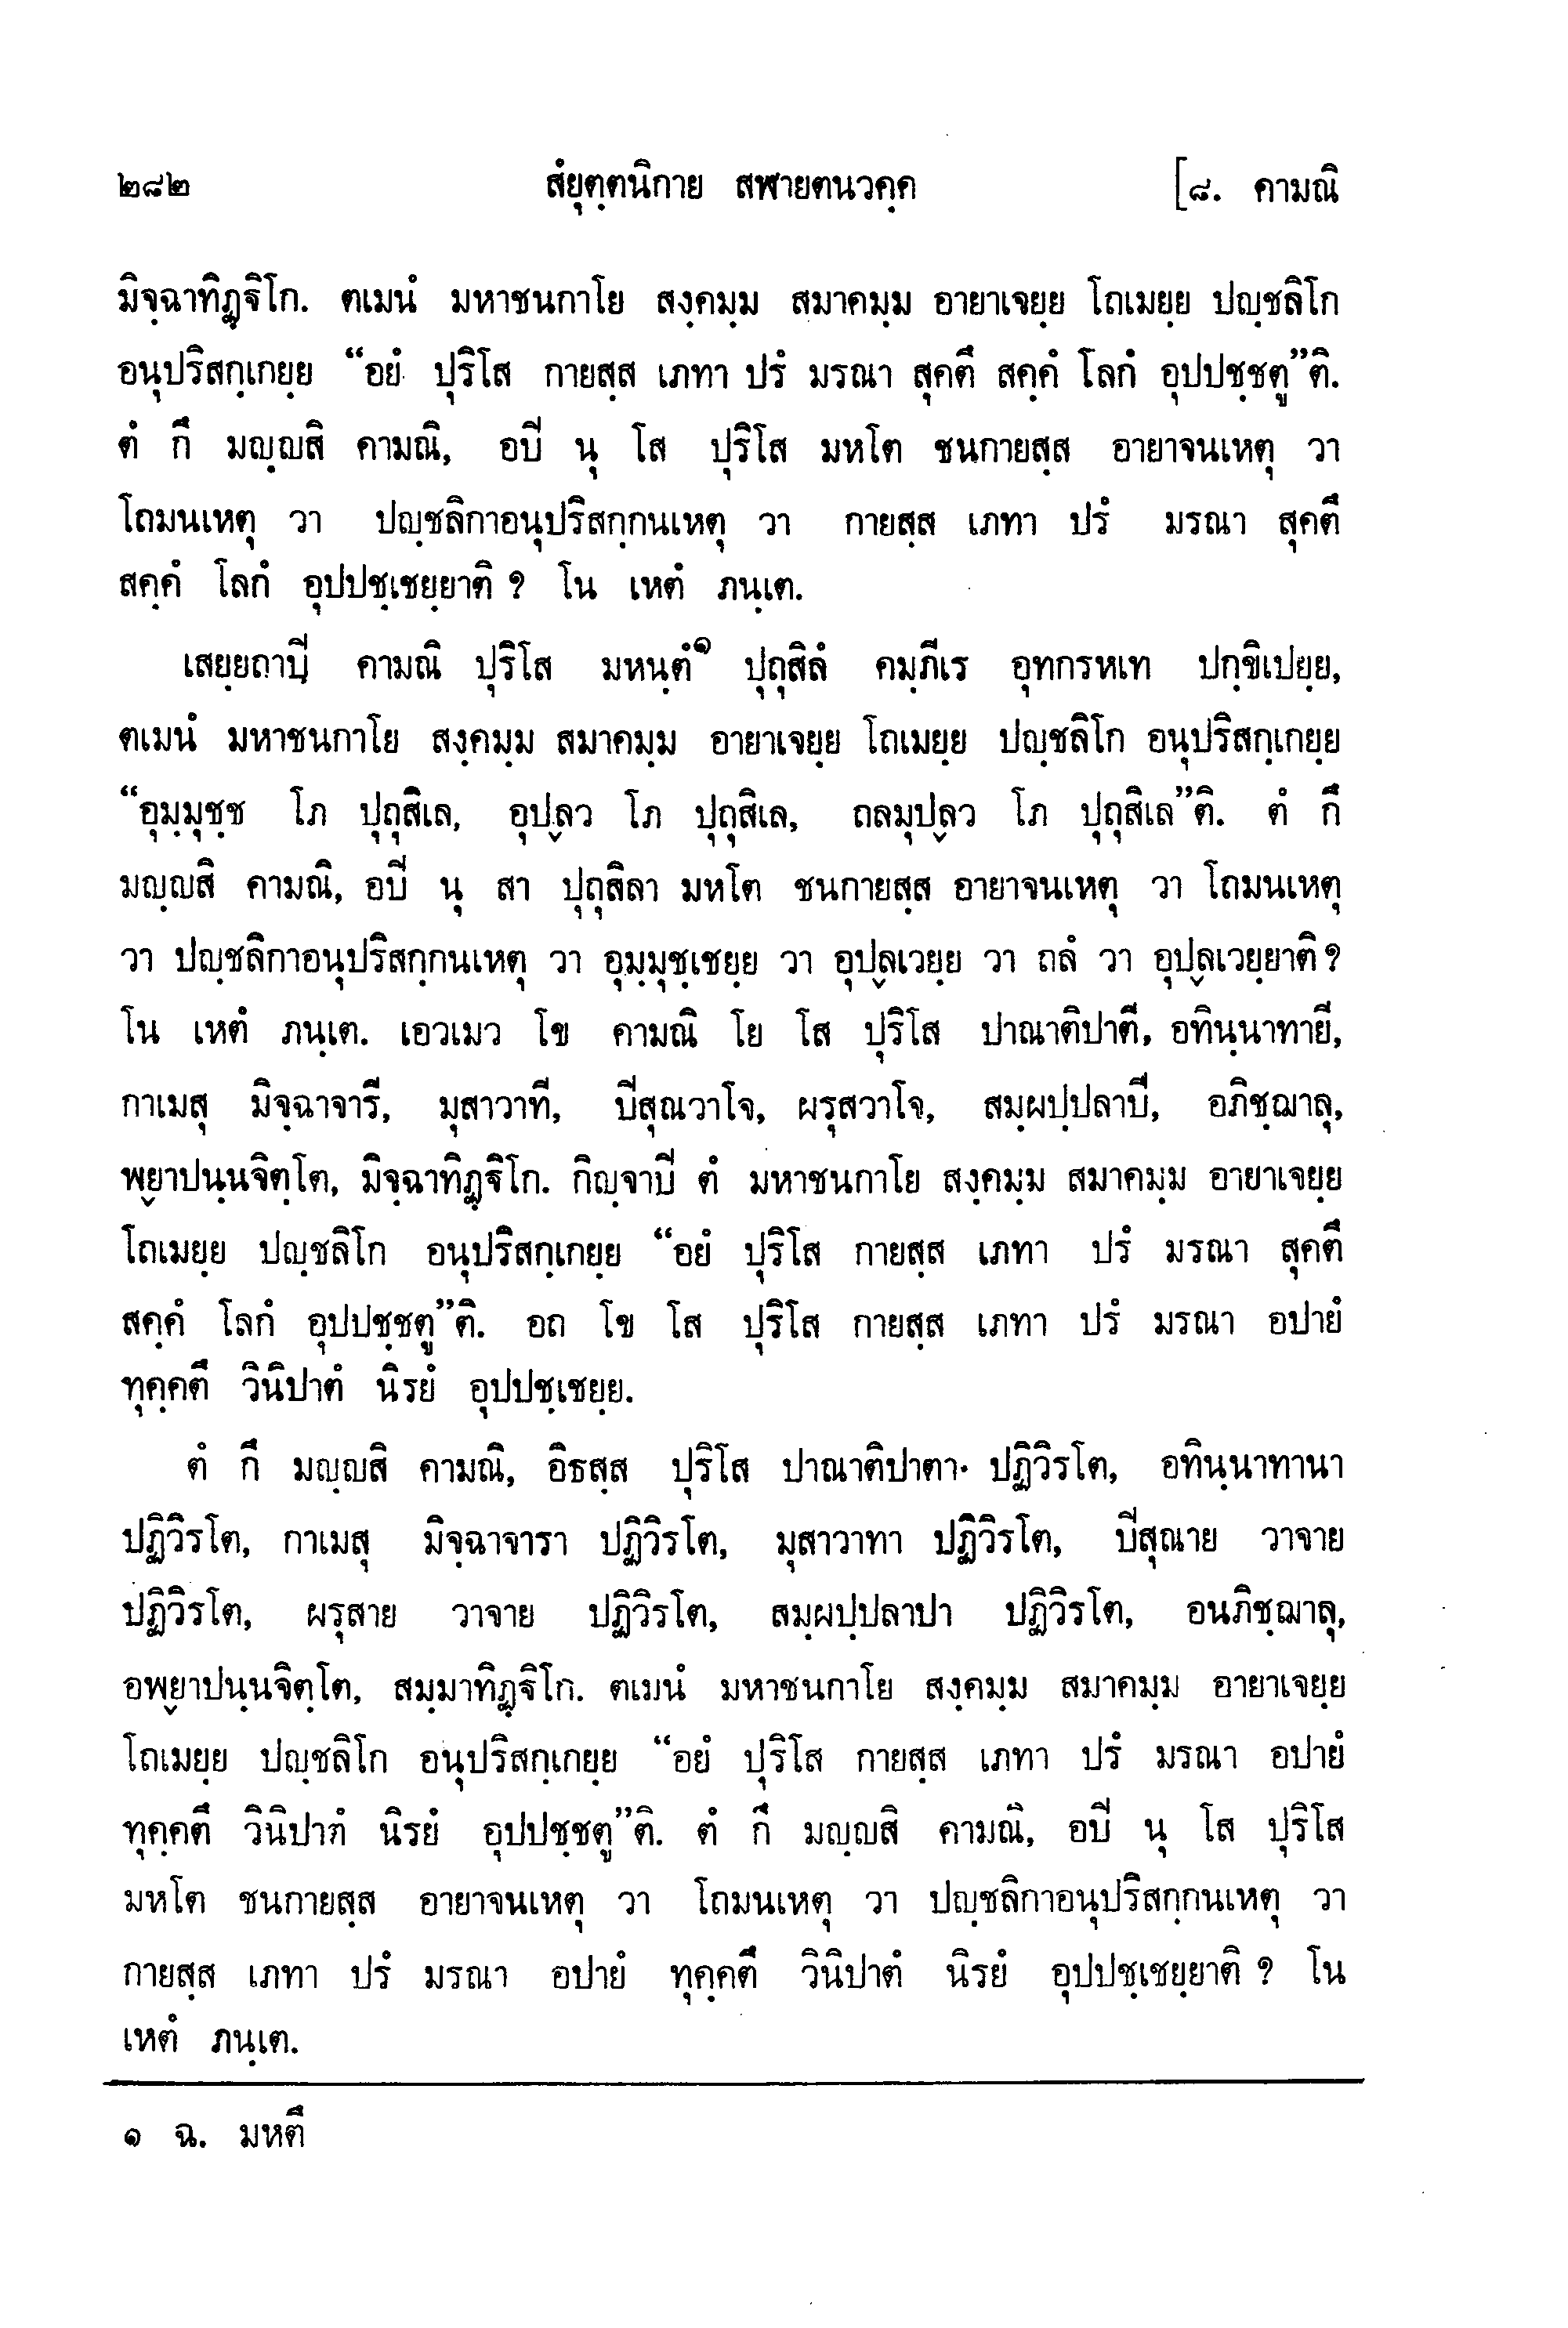 ๒๘๒ สํยุตฺตนิกาย สฬายตนวคฺค [๘. คามณิ
มิจฺฉาทิฏฺฐิโก. ตเมนํ มหาชนกาโย สงฺคมฺม สมาคมฺม อายาเจยฺย โถเมยฺย ปญฺชลิโก
อนุปริสกฺเกยฺย “อยํ ปุริโส กายสฺส เภทา ปรํ มรณา สุคตึ สคฺคํ โลกํ อุปปชฺชตู”ติ.
ตํ กึ มญฺญสิ คามณิ, อปิ นุ โส ปุริโส มหโต ชนกายสฺส อายาจนเหตุ วา
โถมนเหตุ วา ปญฺชลิกาอนุปริสกฺกนเหตุ วา กายสฺส เภทา ปรํ มรณา สุคตึ
สคฺคํ โลกํ อุปปชฺเชยฺยาติ ? โน เหตํ ภนฺเต.
เสยฺยถาปิ คามณิ ปุริโส มหนฺตํ๑ ปุถุสิลํ คมฺภีเร อุทกรหเท ปกฺขิเปยฺย,
ตเมนํ มหาชนกาโย สงฺคมฺม สมาคมฺม อายาเจยฺย โถเมยฺย ปญฺชลิโก อนุปริสกฺเกยฺย
“อุมฺมุชฺช โภ ปุถุสิเล, อุปฺลว โภ ปุถุสิเล, ถลมุปฺลว โภ ปุถุสิเล”ติ. ตํ กึ
มญฺญสิ คามณิ, อปิ นุ สา ปุถุสิลา มหโต ชนกายสฺส อายาจนเหตุ วา โถมนเหตุ
วา ปญฺชลิกาอนุปริสกฺกนเหตุ วา อุมฺมุชฺเชยฺย วา อุปฺลเวยฺย วา ถลํ วา อุปฺลเวยฺยาติ ?
โน เหตํ ภนฺเต. เอวเมว โข คามณิ โย โส ปุริโส ปาณาติปาตี, อทินฺนาทายี,
กาเมสุ มิจฺฉาจารี, มุสาวาที, ปิสุณวาโจ, ผรุสวาโจ, สมฺผปฺปลาปี, อภิชฺฌาลุ,
พฺยาปนฺนจิตฺโต, มิจฺฉาทิฏฺฐิโก. กิญฺจาปิ ตํ มหาชนกาโย สงฺคมฺม สมาคมฺม อายาเจยฺย
โถเมยฺย ปญฺชลิโก อนุปริสกฺเกยฺย “อยํ ปุริโส กายสฺส เภทา ปรํ มรณา สุคตึ
สคฺคํ โลกํ อุปปชฺชตู”ติ. อถ โข โส ปุริโส กายสฺส เภทา ปรํ มรณา อปายํ
ทุคฺคตึ วินิปาตํ นิรยํ อุปปชฺเชยฺย.
ตํ กึ มญฺญสิ คามณิ, อิธสฺส ปุริโส ปาณาติปาตา ปฏิวิรโต, อทินฺนาทานา
ปฏิวิรโต, กาเมสุ มิจฺฉาจารา ปฏิวิรโต, มุสาวาทา ปฏิวิรโต, ปิสุณาย วาจาย
ปฏิวิรโต, ผรุสาย วาจาย ปฏิวิรโต, สมฺผปฺปลาปา ปฏิวิรโต, อนภิชฺฌาลุ,
อพฺยาปนฺนจิตฺโต, สมฺมาทิฏฺฐิโก. ตเมนํ มหาชนกาโย สงฺคมฺม สมาคมฺม อายาเจยฺย
โถเมยฺย ปญฺชลิโก อนุปริสกฺเกยฺย “อยํ ปุริโส กายสฺส เภทา ปรํ มรณา อปายํ
ทุคฺคตึ วินิปาตํ นิรยํ อุปปชฺชตู”ติ. ตํ กึ มญฺญสิ คามณิ, อปิ นุ โส ปุริโส
มหโต ชนกายสฺส อายาจนเหตุ วา โถมนเหตุ วา ปญฺชลิกาอนุปริสกฺกนเหตุ วา
กายสฺส เภทา ปรํ มรณา อปายํ ทุคฺคตึ วินิปาตํ นิรยํ อุปปชฺเชยฺยาติ ? โน
เหตํ ภนฺเต.
๑ ฉ. มหตึ